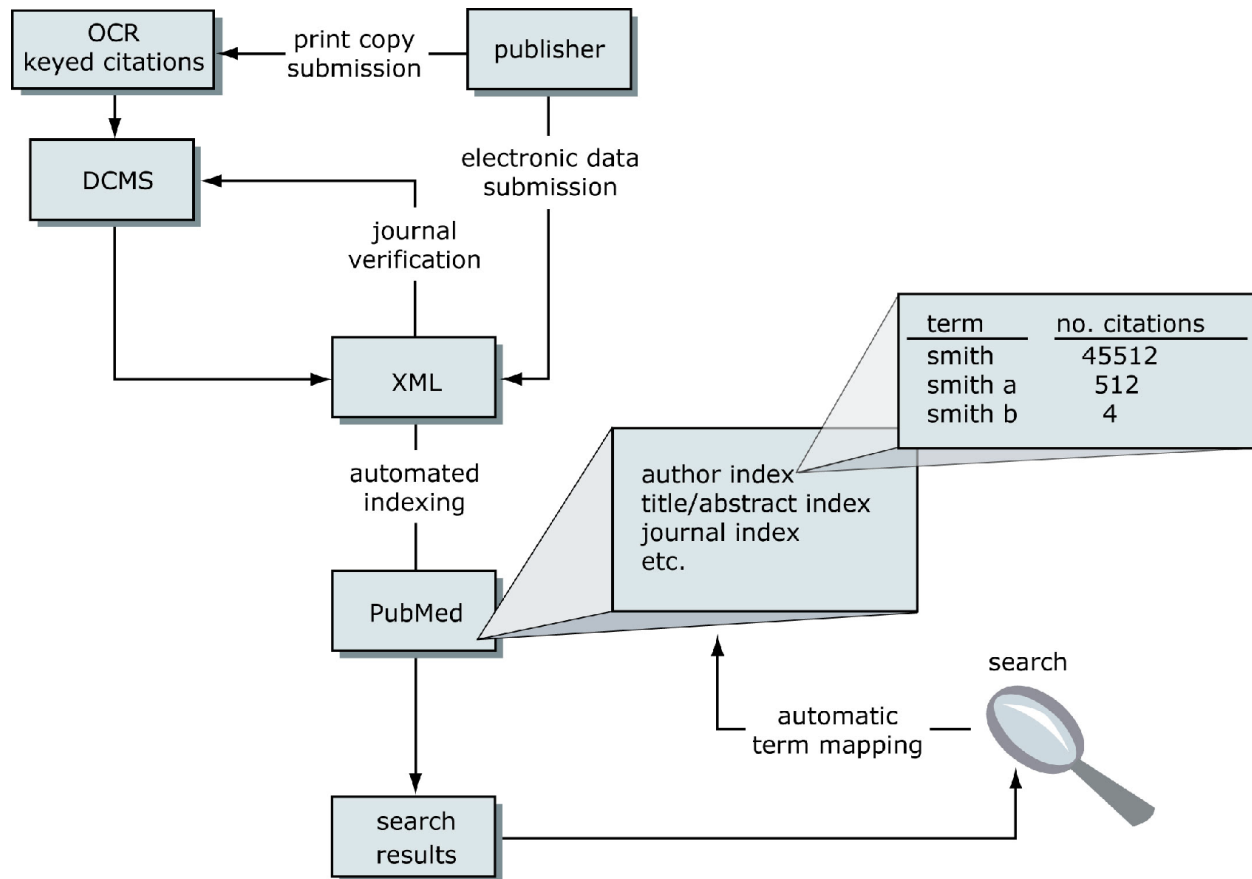 OCR
keyed citations
print copy
submission
publisher
DCMS
electronic data
submission
journal
verification
XML
term no. citations
smith 45512
smith a 512
smith b 4
automated
indexing
author index
title/abstract index
journal index
etc.
PubMed
search
automatic
term mapping
search
results